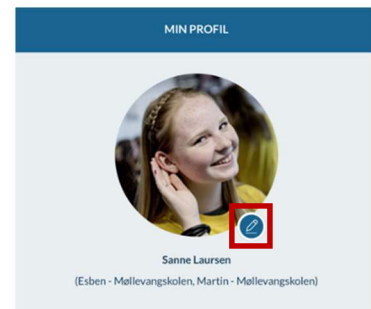 MIN PROFIL
Sanne Laursen
(Esben - Møllevangskolen, Martin - Møllevangskolen)